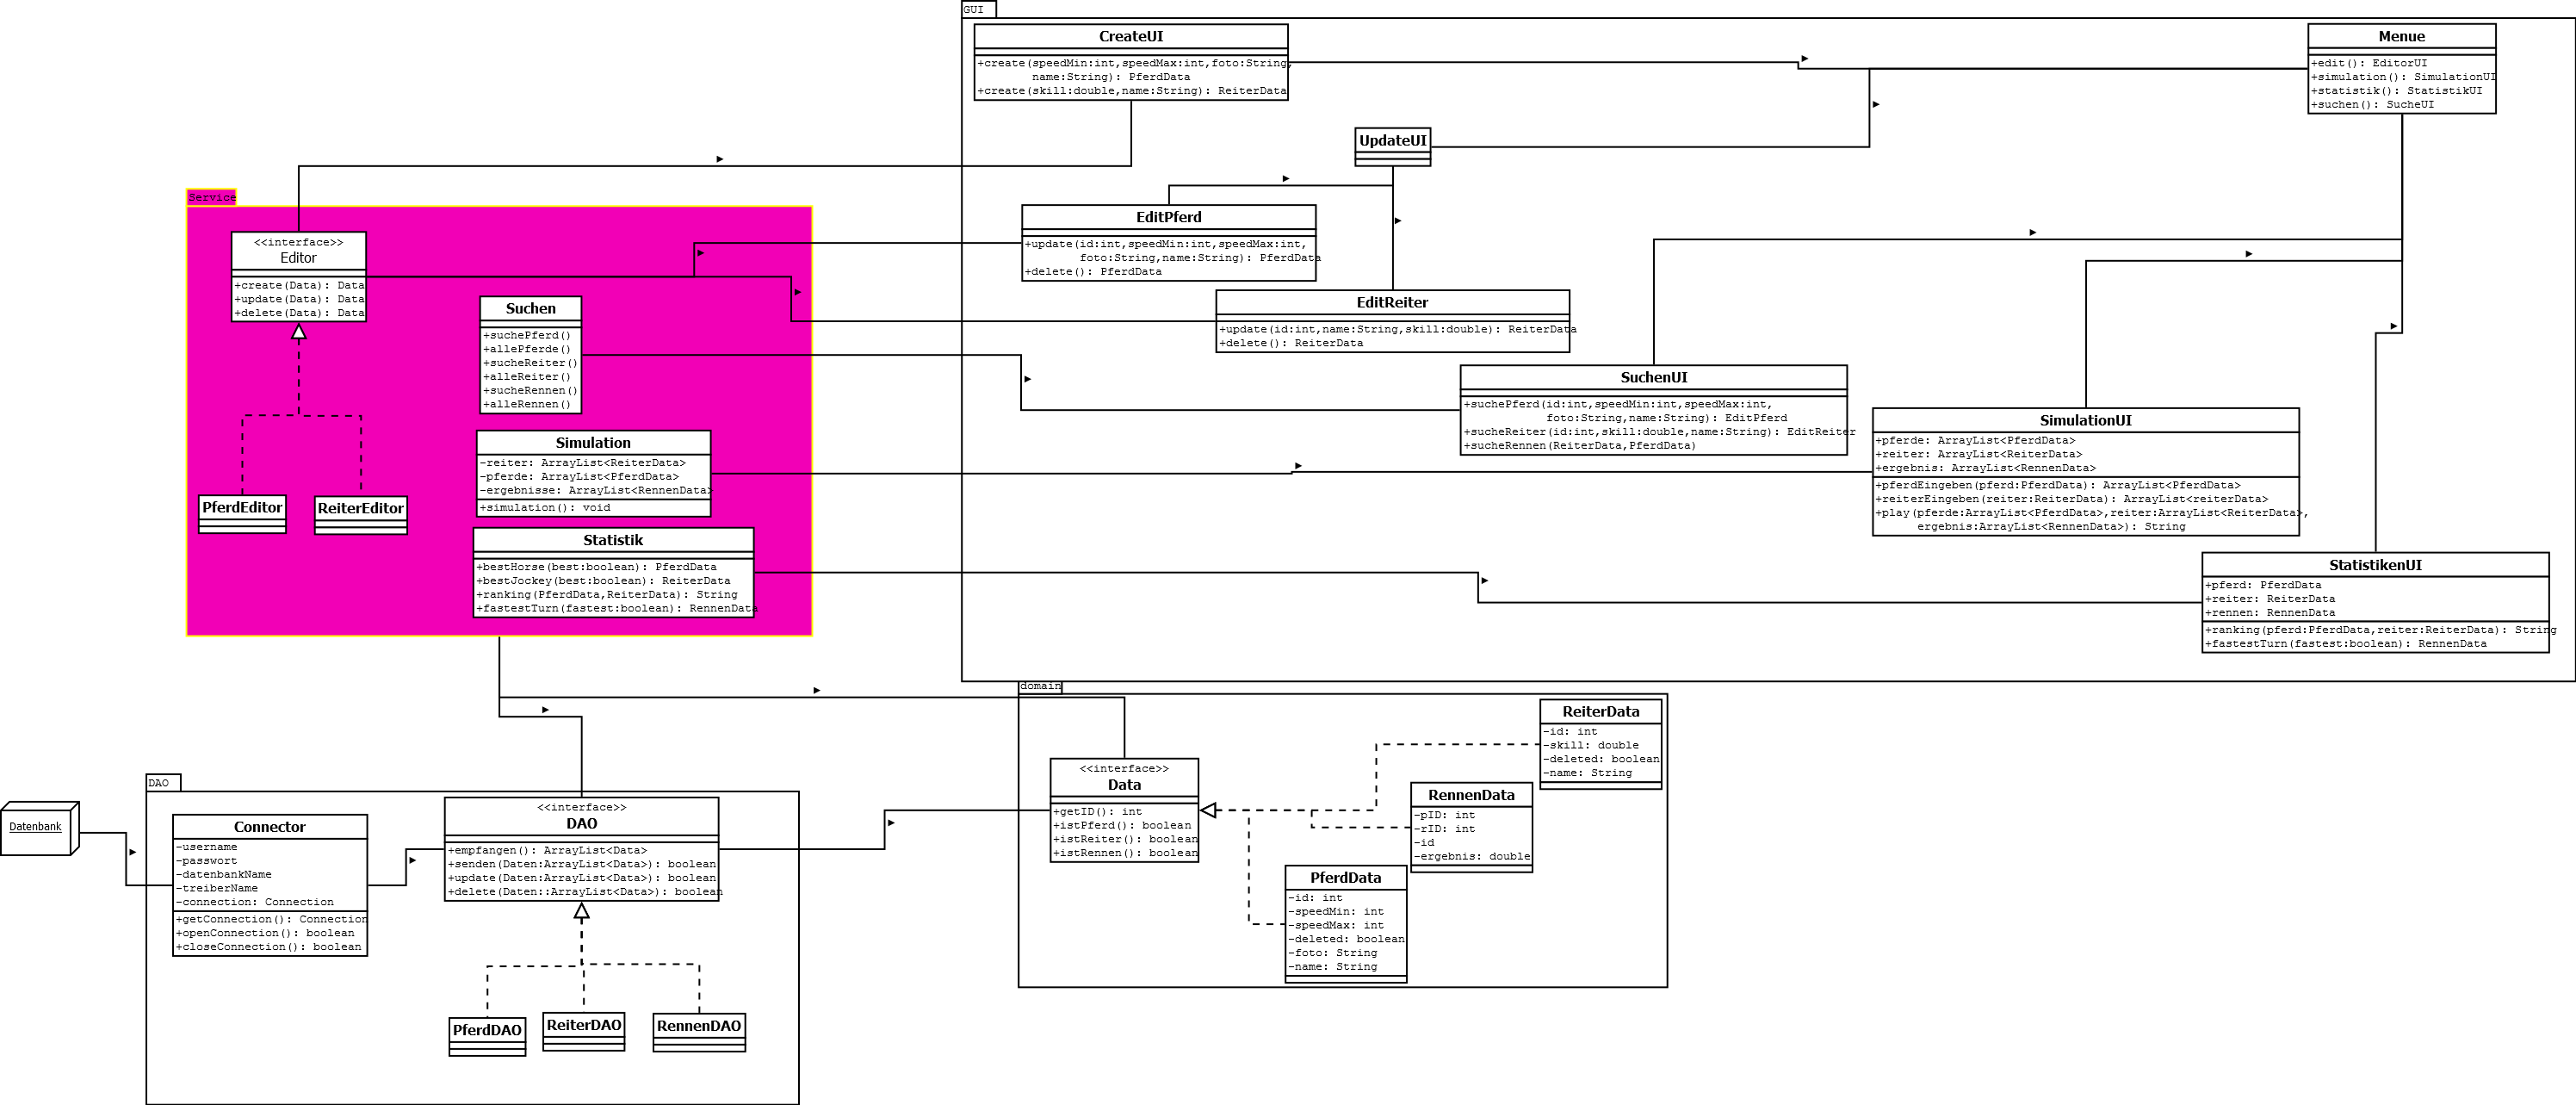 GUI
CreateUI
+create(speedMin:int,speedMax:int,foto:String,
name:String): PferdData
+create(skill:double,name:String): ReiterData
Menue
+edit(): EditorUI
+simulation(): SimulationUI
+statistik(): StatistikUI
+suchen(): SucheUI
UpdateUI
EditPferd
+update(id:int,speedMin:int,speedMax:int,
foto:String,name:String): PferdData
+delete(): PferdData
EditReiter
+update(id:int,name:String,skill:double): ReiterData
+delete(): ReiterData
SuchenUI
+suchePferd(id:int,speedMin:int,speedMax:int,
foto:String,name:String): EditPferd
+sucheReiter(id:int,skill:double,name:String): EditReiter
+sucheRennen(ReiterData,PferdData)
SimulationUI
+pferde: ArrayList<PferdData>
+reiter: ArrayList<ReiterData>
+ergebnis: ArrayList<RennenData>
+pferdEingeben(pferd:PferdData): ArrayList<PferdData>
+reiterEingeben(reiter:ReiterData): ArrayList<reiterData>
+play(pferde:ArrayList<PferdData>,reiter:ArrayList<ReiterData>,
ergebnis:ArrayList<RennenData>): String
StatistikenUI
+pferd: PferdData
+reiter: ReiterData
+rennen: RennenData
+ranking(pferd:PferdData,reiter:ReiterData): String
+fastestTurn(fastest:boolean): RennenData
Service
<<interface>>
Editor
+create(Data): Data
+update(Data): Data
+delete(Data): Data
Suchen
+suchePferd()
+allePferde()
+sucheReiter()
+alleReiter()
+sucheRennen()
+alleRennen()
Simulation
-reiter: ArrayList<ReiterData>
-pferde: ArrayList<PferdData>
-ergebnisse: ArrayList<RennenData>
+simulation(): void
PferdEditor
ReiterEditor
Statistik
+bestHorse(best:boolean): PferdData
+bestJockey(best:boolean): ReiterData
+ranking(PferdData,ReiterData): String
+fastestTurn(fastest:boolean): RennenData
domain
ReiterData
-id: int
-skill: double
-deleted: boolean
-name: String
<<interface>>
Data
+getID(): int
+istPferd(): boolean
+istReiter(): boolean
+istRennen(): boolean
RennenData
-pID: int
-rID: int
-id
-ergebnis: double
PferdData
-id: int
-speedMin: int
-speedMax: int
-deleted: boolean
-foto: String
-name: String
DAO
Datenbank
Connector
-username
-passwort
-datenbankName
-treiberName
-connection: Connection
+getConnection(): Connection
+openConnection(): boolean
+closeConnection(): boolean
<<interface>>
DAO
+empfangen(): ArrayList<Data>
+senden(Daten:ArrayList<Data>): boolean
+update(Daten:ArrayList<Data>): boolean
+delete(Daten::ArrayList<Data>): boolean
PferdDAO
ReiterDAO
RennenDAO